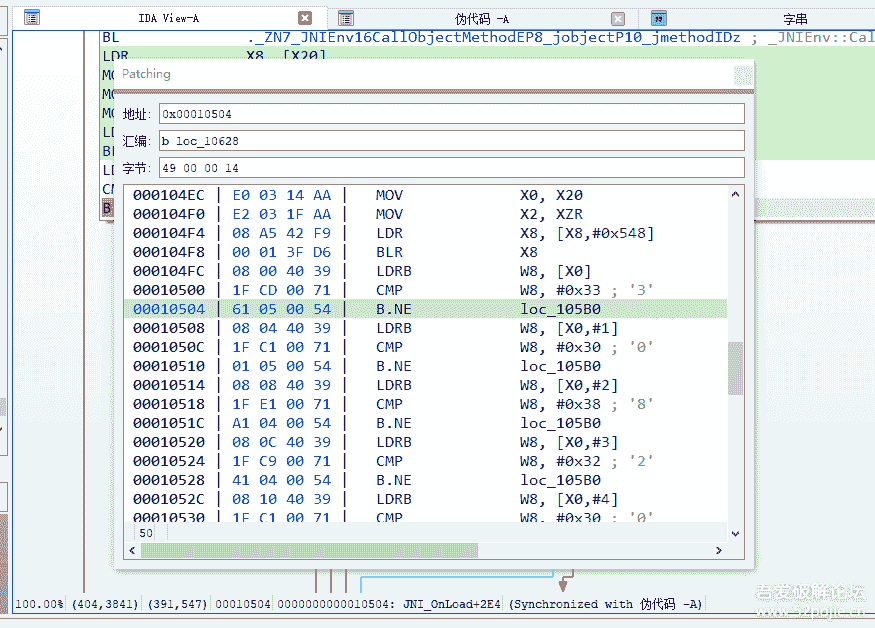 IDA View-A 伪代码 -A 字串
BL ._ZN7_JNIEnv16CallObjectMethodEP8_jobjectP10_jmethodIDz ; _JNIEnv::Cal
LDR X8, [X20]
Patching
地址: 0x00010504
汇编: b loc_10628
字节: 49 00 00 14
000104EC | E0 03 14 AA | MOV X0, X20
000104F0 | E2 03 1F AA | MOV X2, XZR
000104F4 | 08 A5 42 F9 | LDR X8, [X8,#0x548]
000104F8 | 00 01 3F D6 | BLR X8
000104FC | 08 00 40 39 | LDRB W8, [X0]
00010500 | 1F CD 00 71 | CMP W8, #0x33 ; '3'
00010504 | 61 05 00 54 | B.NE loc_105B0
00010508 | 08 04 40 39 | LDRB W8, [X0,#1]
0001050C | 1F C1 00 71 | CMP W8, #0x30 ; '0'
00010510 | 01 05 00 54 | B.NE loc_105B0
00010514 | 08 08 40 39 | LDRB W8, [X0,#2]
00010518 | 1F E1 00 71 | CMP W8, #0x38 ; '8'
0001051C | A1 04 00 54 | B.NE loc_105B0
00010520 | 08 0C 40 39 | LDRB W8, [X0,#3]
00010524 | 1F C9 00 71 | CMP W8, #0x32 ; '2'
00010528 | 41 04 00 54 | B.NE loc_105B0
0001052C | 08 10 40 39 | LDRB W8, [X0,#4]
00010530 | 1F C1 00 71 | CMP W8, #0x30 ; '0'
50
100.00% (404,3841) (391,547) 00010504 0000000000010504: JNI_OnLoad+2E4 (Synchronized with 伪代码 -A)
吾爱破解论坛
www.52pojie.cn